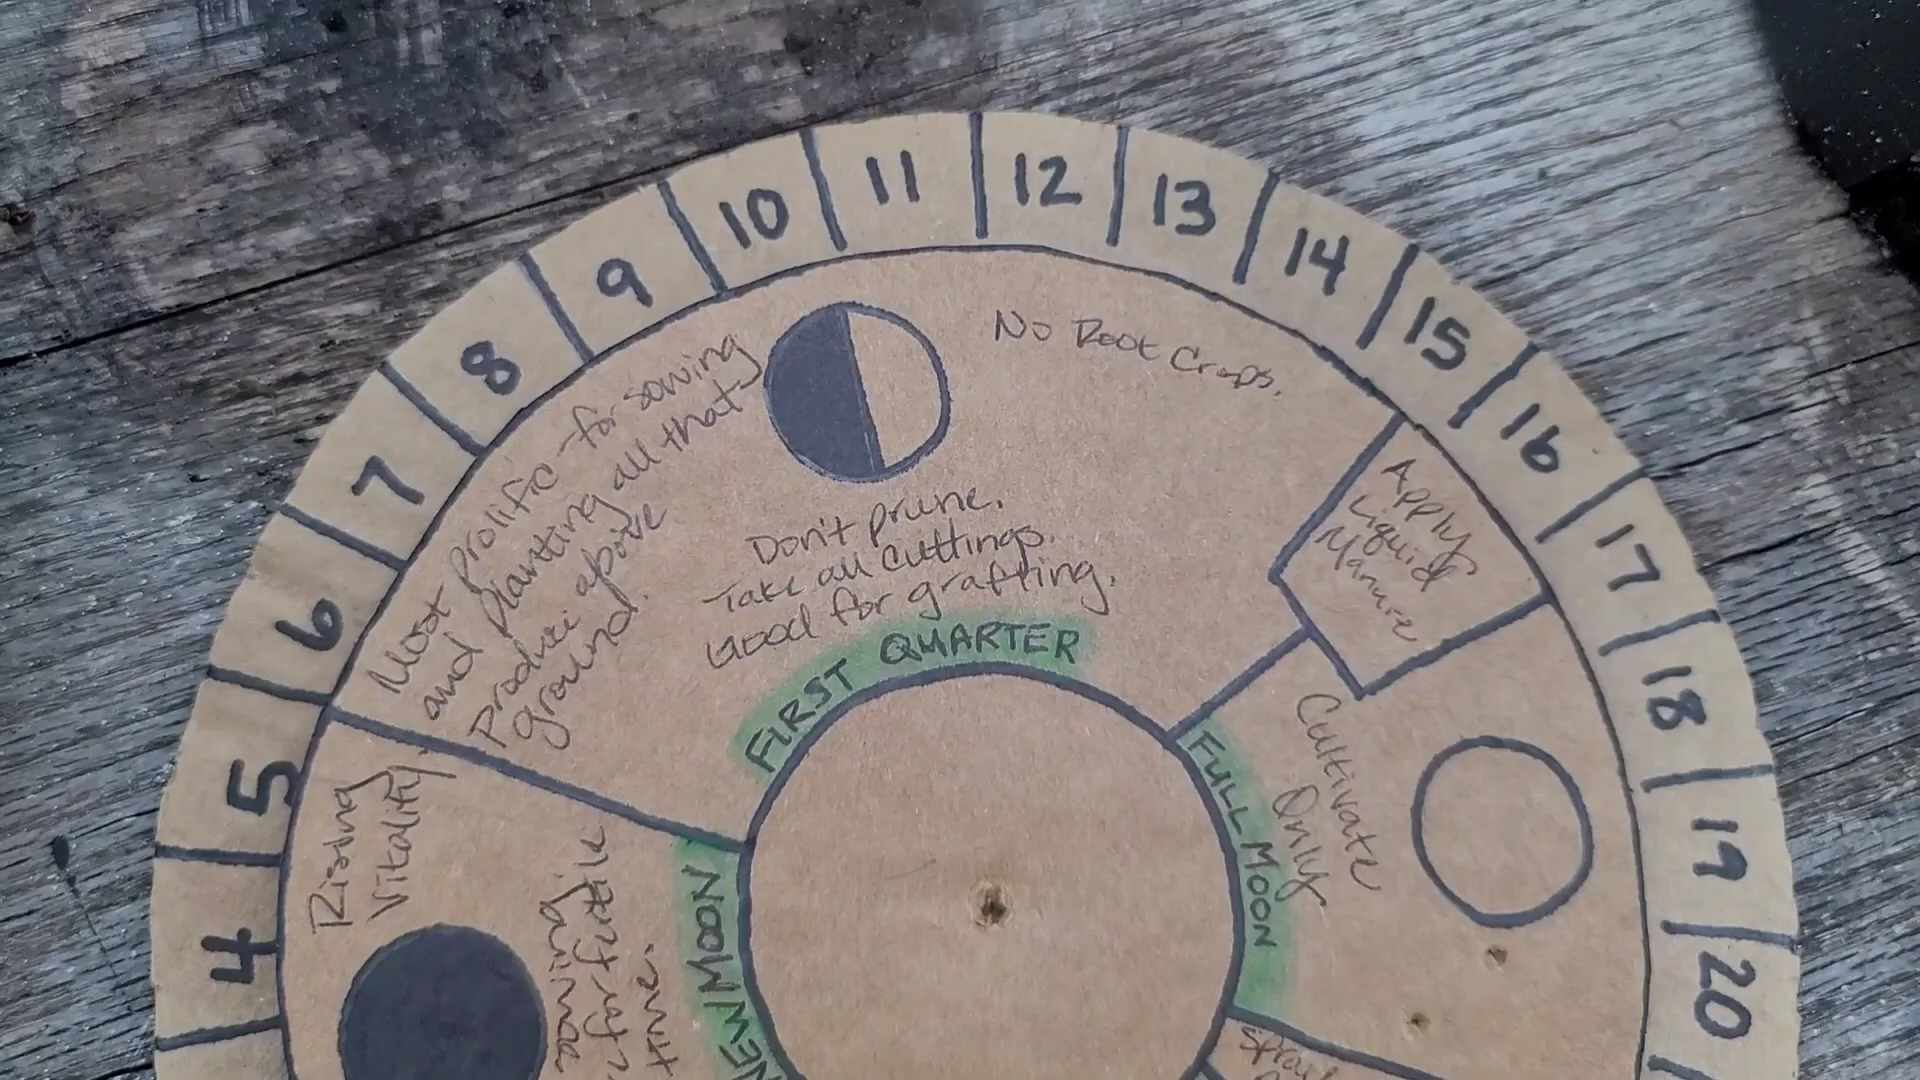 4
5
6
7
8
9
10
11
12
13
14
15
16
17
18
19
20
Most prolific for sowing
and planting all that
produce above
ground.
No Root Crops.
Don't prune.
Take all cuttings.
Good for grafting.
FIRST QUARTER
Apply
Liquid
Manure
FULL MOON
Cultivate
Only
Rising
Vitality
NEW MOON
fertile
time.